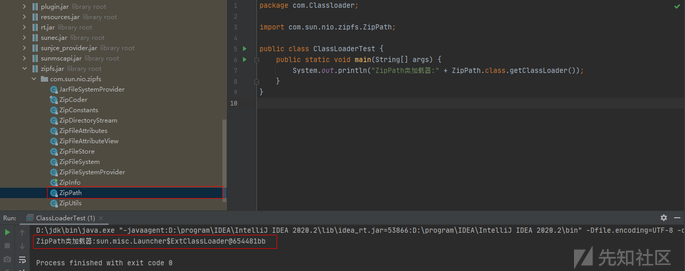 plugin.jar library root
resources.jar library root
rt.jar library root
sunec.jar library root
sunjce_provider.jar library root
sunmscapi.jar library root
zipfs.jar library root
com.sun.nio.zipfs
JarFileSystemProvider
ZipCoder
ZipConstants
ZipDirectoryStream
ZipFileAttributes
ZipFileAttributeView
ZipFileStore
ZipFileSystem
ZipFileSystemProvider
ZipInfo
ZipPath
ZipUtils
1 package com.Classloader;
2
3 import com.sun.nio.zipfs.ZipPath;
4
5 public class ClassLoaderTest {
6 public static void main(String[] args) {
7 System.out.println("ZipPath类加载器:" + ZipPath.class.getClassLoader());
8 }
9 }
10
Run: ClassLoaderTest (1)
D:\jdk\bin\java.exe "-javaagent:D:\program\IDEA\IntelliJ IDEA 2020.2\lib\idea_rt.jar=53866:D:\program\IDEA\IntelliJ IDEA 2020.2\bin" -Dfile.encoding=UTF-8
ZipPath类加载器:sun.misc.Launcher$ExtClassLoader@654481bb
Process finished with exit code 0
先知社区